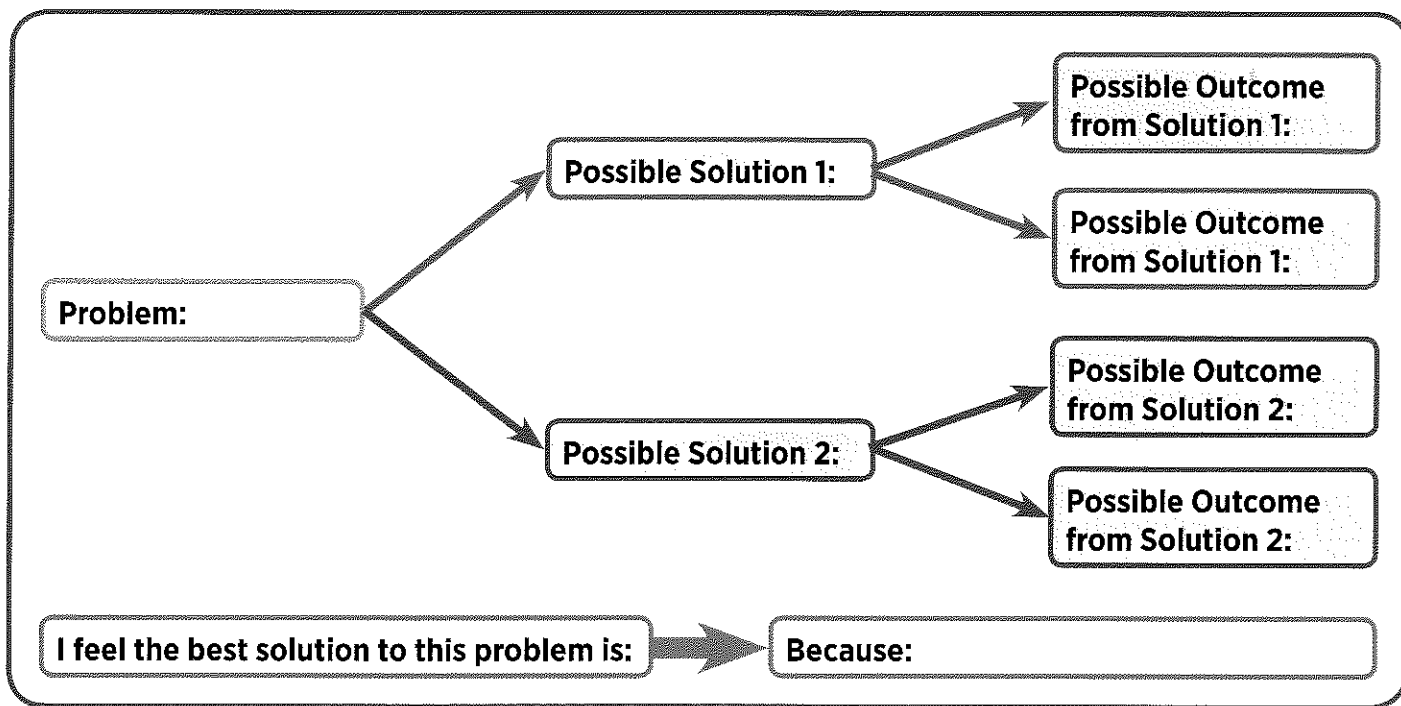 Problem:
Possible Solution 1:
Possible Outcome
from Solution 1:
Possible Outcome
from Solution 1:
Possible Solution 2:
Possible Outcome
from Solution 2:
Possible Outcome
from Solution 2:
I feel the best solution to this problem is:
Because: